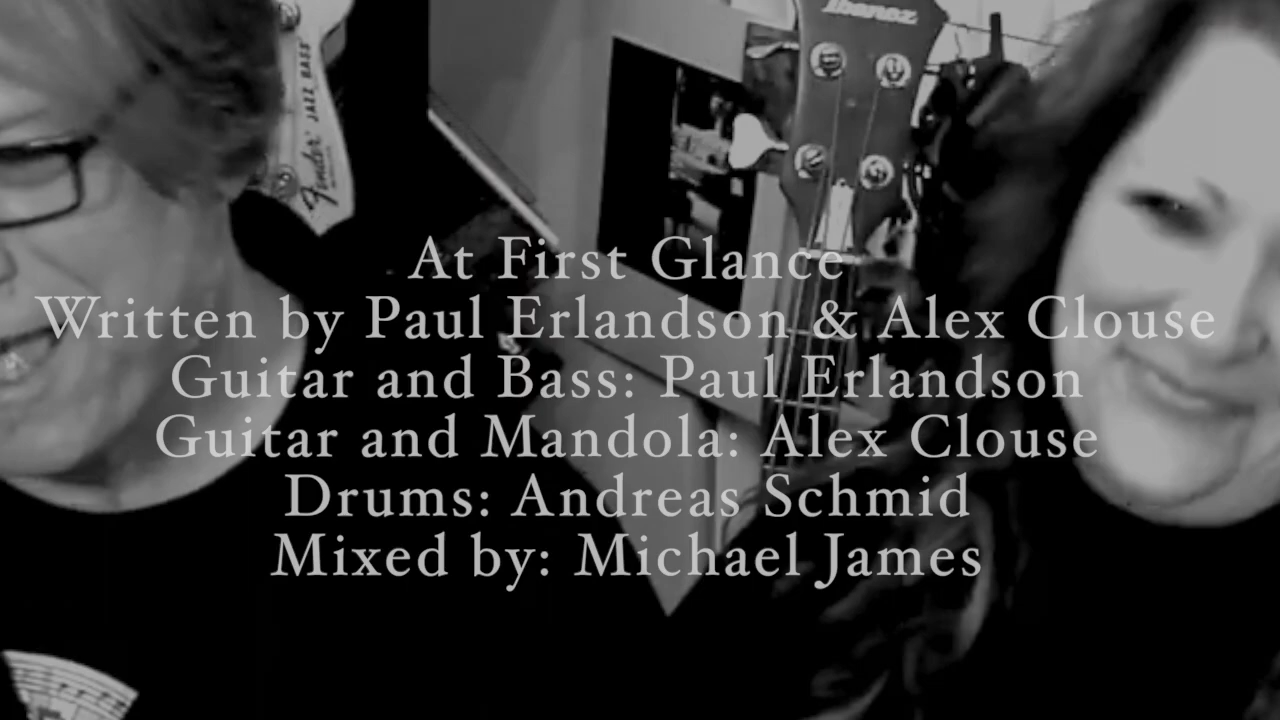 Ibanez
Fender JAZZ BASS
At First Glance
Written by Paul Erlandson & Alex Clouse
Guitar and Bass: Paul Erlandson
Guitar and Mandola: Alex Clouse
Drums: Andreas Schmid
Mixed by: Michael James